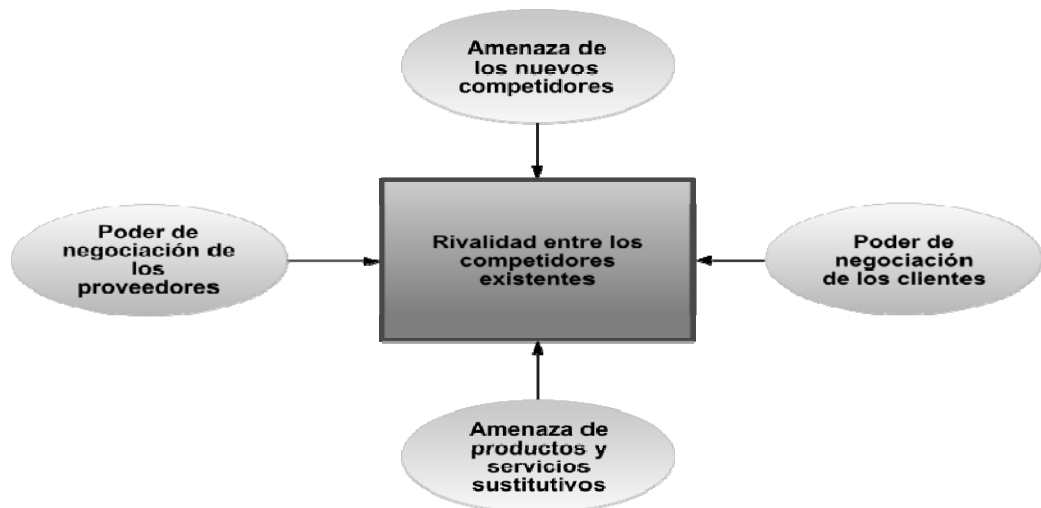 Amenaza de
los nuevos
competidores
Poder de
negociación de
los
proveedores
Rivalidad entre los
competidores
existentes
Poder de
negociación
de los clientes
Amenaza de
productos y
servicios
sustitutivos